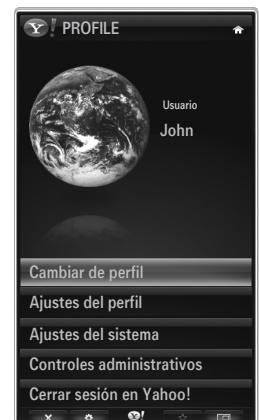 Y! PROFILE
Usuario
John
Cambiar de perfil
Ajustes del perfil
Ajustes del sistema
Controles administrativos
Cerrar sesión en Yahoo!
Y!